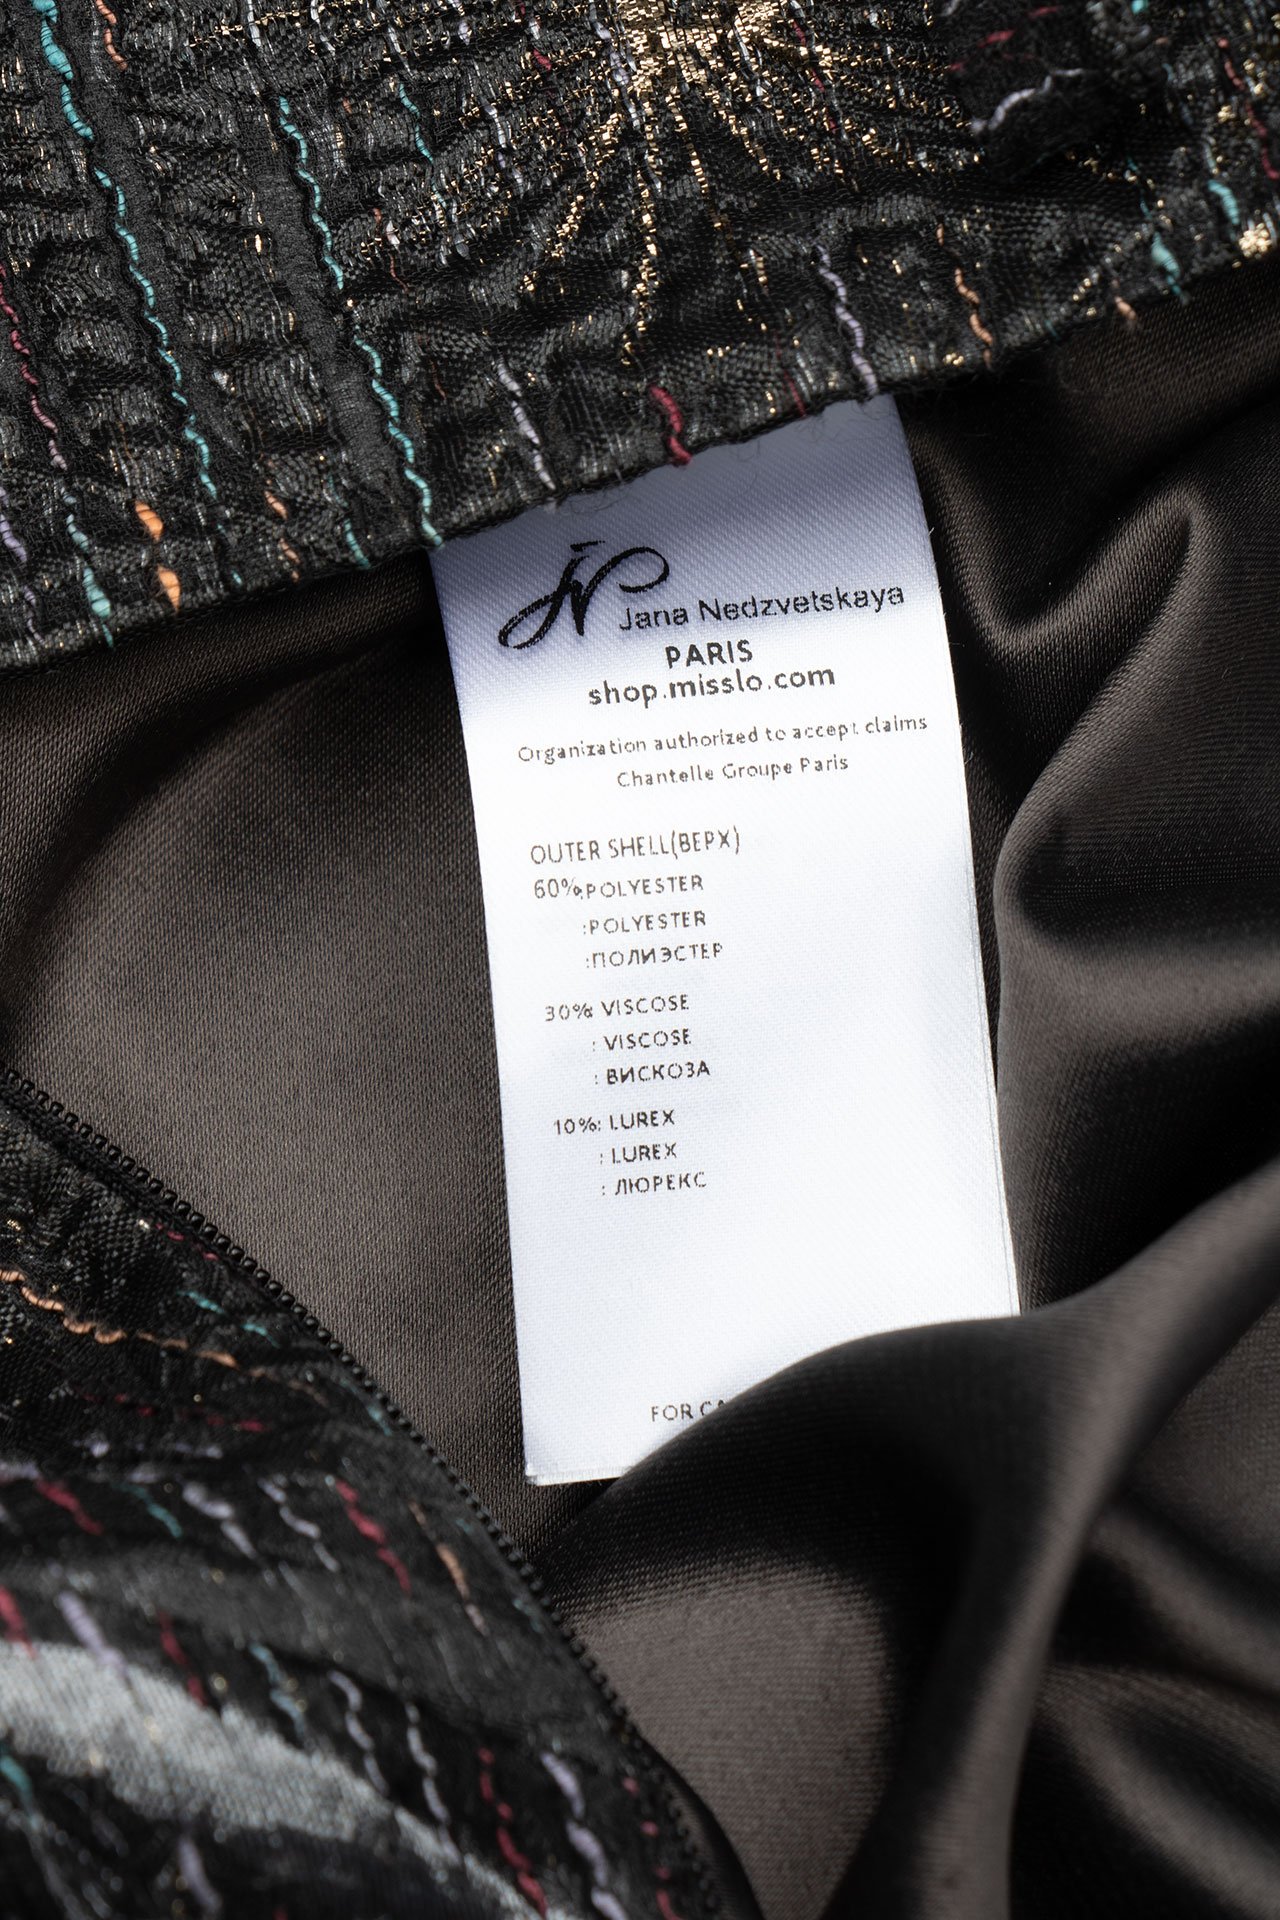 JN Jana Nedzvetskaya
PARIS
shop.misslo.com
Organization authorized to accept claims
Chantelle Groupe Paris
OUTER SHELL(ВЕРХ)
60%:POLYESTER
:POLYESTER
:ПОЛИЭСТЕР
30%: VISCOSE
: VISCOSE
: ВИСКОЗА
10%: LUREX
: LUREX
: ЛЮРЕКС
FOR